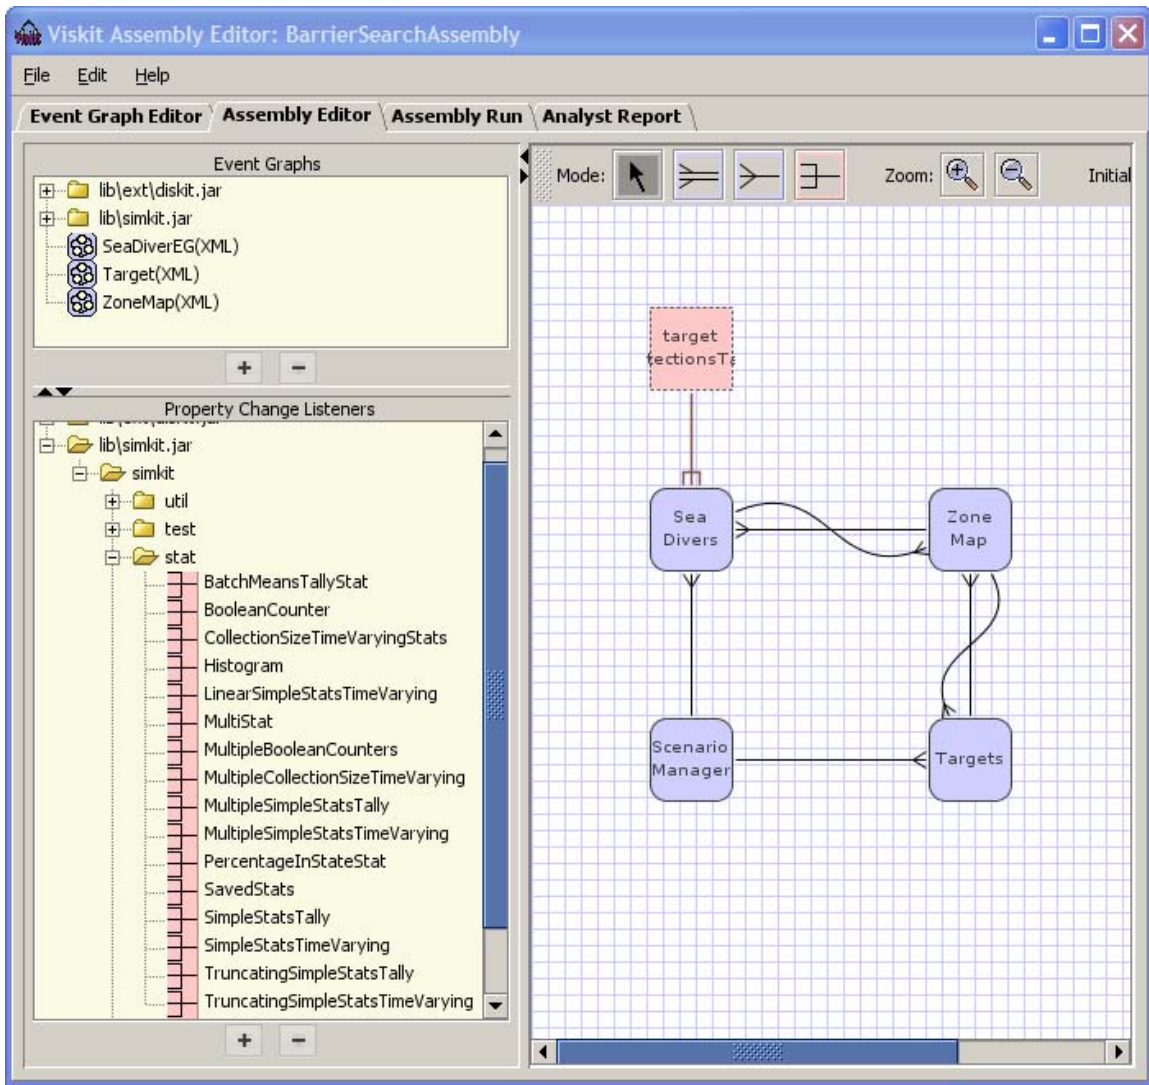 Viskit Assembly Editor: BarrierSearchAssembly
File Edit Help
Event Graph Editor Assembly Editor Assembly Run Analyst Report
Event Graphs
lib\ext\diskit.jar
lib\simkit.jar
SeaDiverEG(XML)
Target(XML)
ZoneMap(XML)
+ −
Property Change Listeners
lib\simkit.jar
simkit
util
test
stat
BatchMeansTallyStat
BooleanCounter
CollectionSizeTimeVaryingStats
Histogram
LinearSimpleStatsTimeVarying
MultiStat
MultipleBooleanCounters
MultipleCollectionSizeTimeVarying
MultipleSimpleStatsTally
MultipleSimpleStatsTimeVarying
PercentageInStateStat
SavedStats
SimpleStatsTally
SimpleStatsTimeVarying
TruncatingSimpleStatsTally
TruncatingSimpleStatsTimeVarying
+ −
Mode: Zoom: Initial
target
Sea
Divers
Zone
Map
Scenario
Manager
Targets